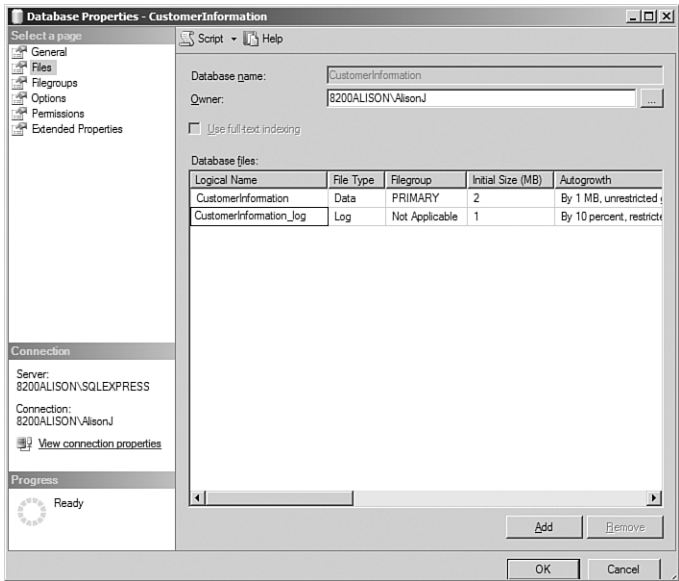 Database Properties - CustomerInformation
Select a page
General
Files
Filegroups
Options
Permissions
Extended Properties
Script Help
Database name: CustomerInformation
Owner: 8200ALISON\AlisonJ ...
Use full-text indexing
Database files:
Logical Name File Type Filegroup Initial Size (MB) Autogrowth
CustomerInformation Data PRIMARY 2 By 1 MB, unrestricted
CustomerInformation_log Log Not Applicable 1 By 10 percent, restricte
Connection
Server:
8200ALISON\SQLEXPRESS
Connection:
8200ALISON\AlisonJ
View connection properties
Progress
Ready
Add Remove
OK Cancel